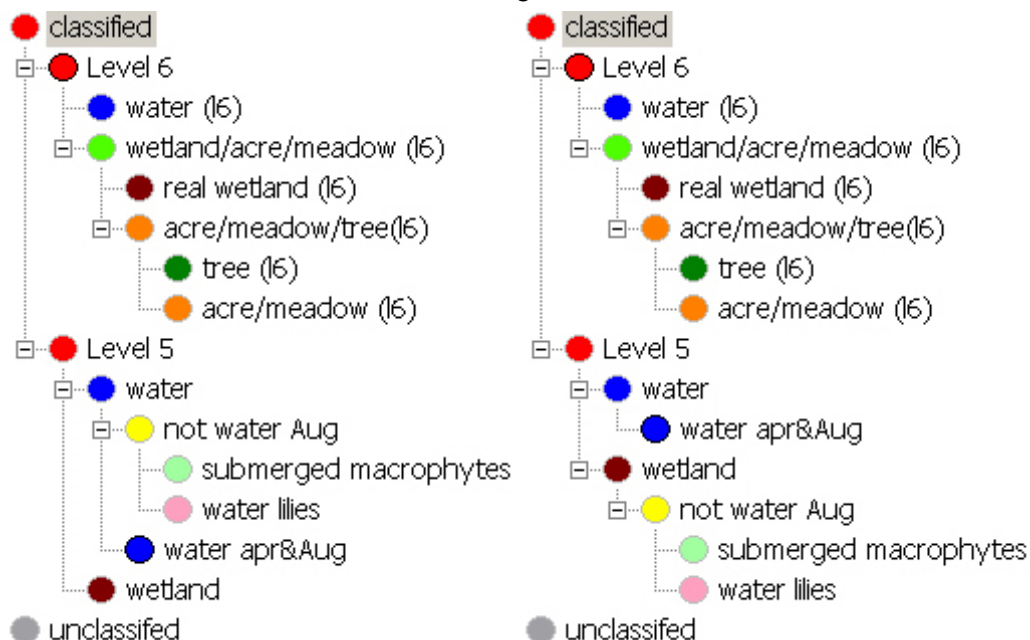 classified
Level 6
water (l6)
wetland/acre/meadow (l6)
real wetland (l6)
acre/meadow/tree(l6)
tree (l6)
acre/meadow (l6)
Level 5
water
not water Aug
submerged macrophytes
water lilies
water apr&Aug
wetland
unclassifed
classified
Level 6
water (l6)
wetland/acre/meadow (l6)
real wetland (l6)
acre/meadow/tree(l6)
tree (l6)
acre/meadow (l6)
Level 5
water
water apr&Aug
wetland
not water Aug
submerged macrophytes
water lilies
unclassifed